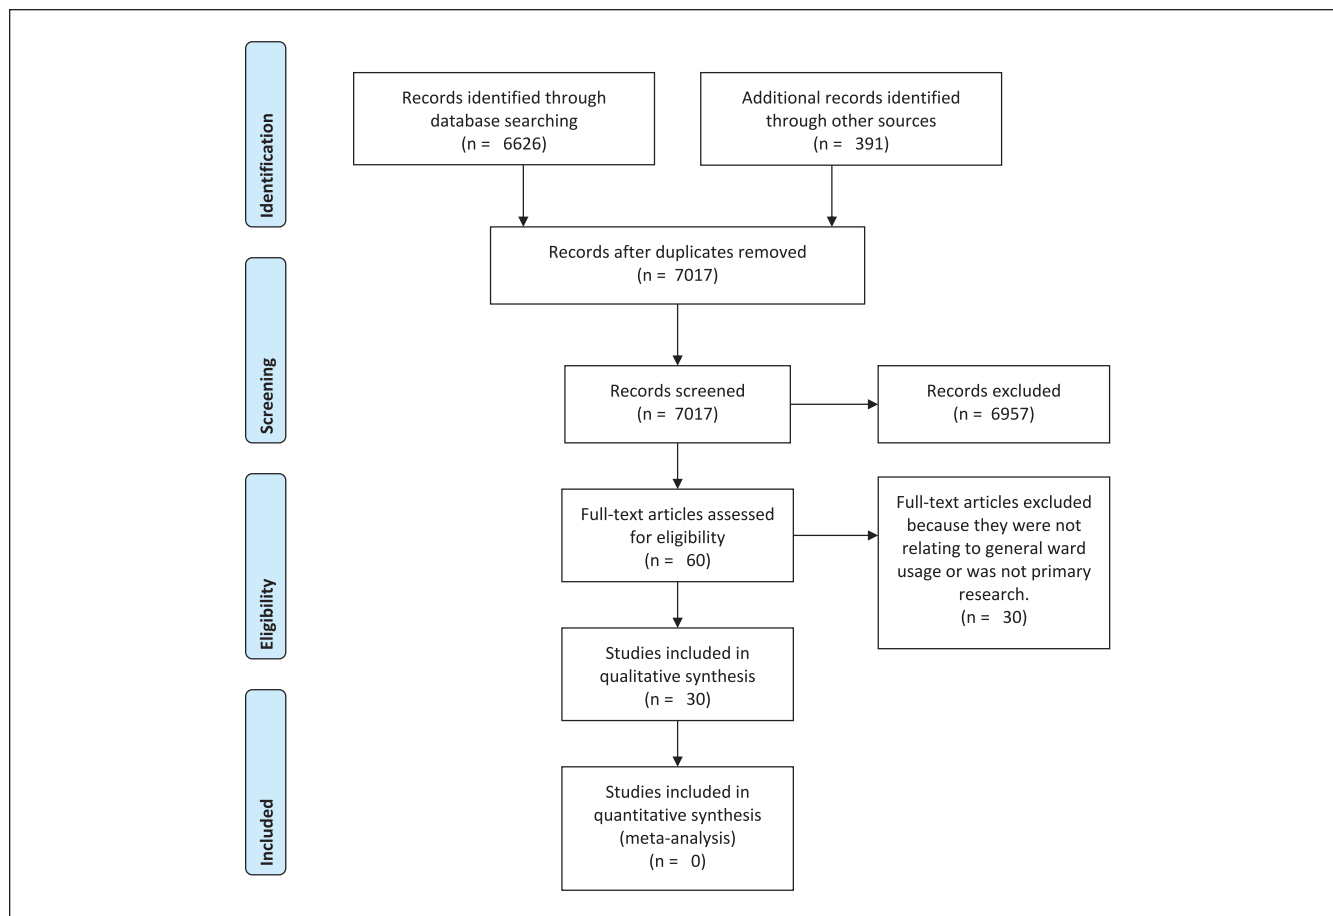 Identification
Records identified through
database searching
(n = 6626)
Additional records identified
through other sources
(n = 391)
Records after duplicates removed
(n = 7017)
Screening
Records screened
(n = 7017)
Records excluded
(n = 6957)
Eligibility
Full-text articles assessed
for eligibility
(n = 60)
Full-text articles excluded
because they were not
relating to general ward
usage or was not primary
research.
(n = 30)
Studies included in
qualitative synthesis
(n = 30)
Included
Studies included in
quantitative synthesis
(meta-analysis)
(n = 0)